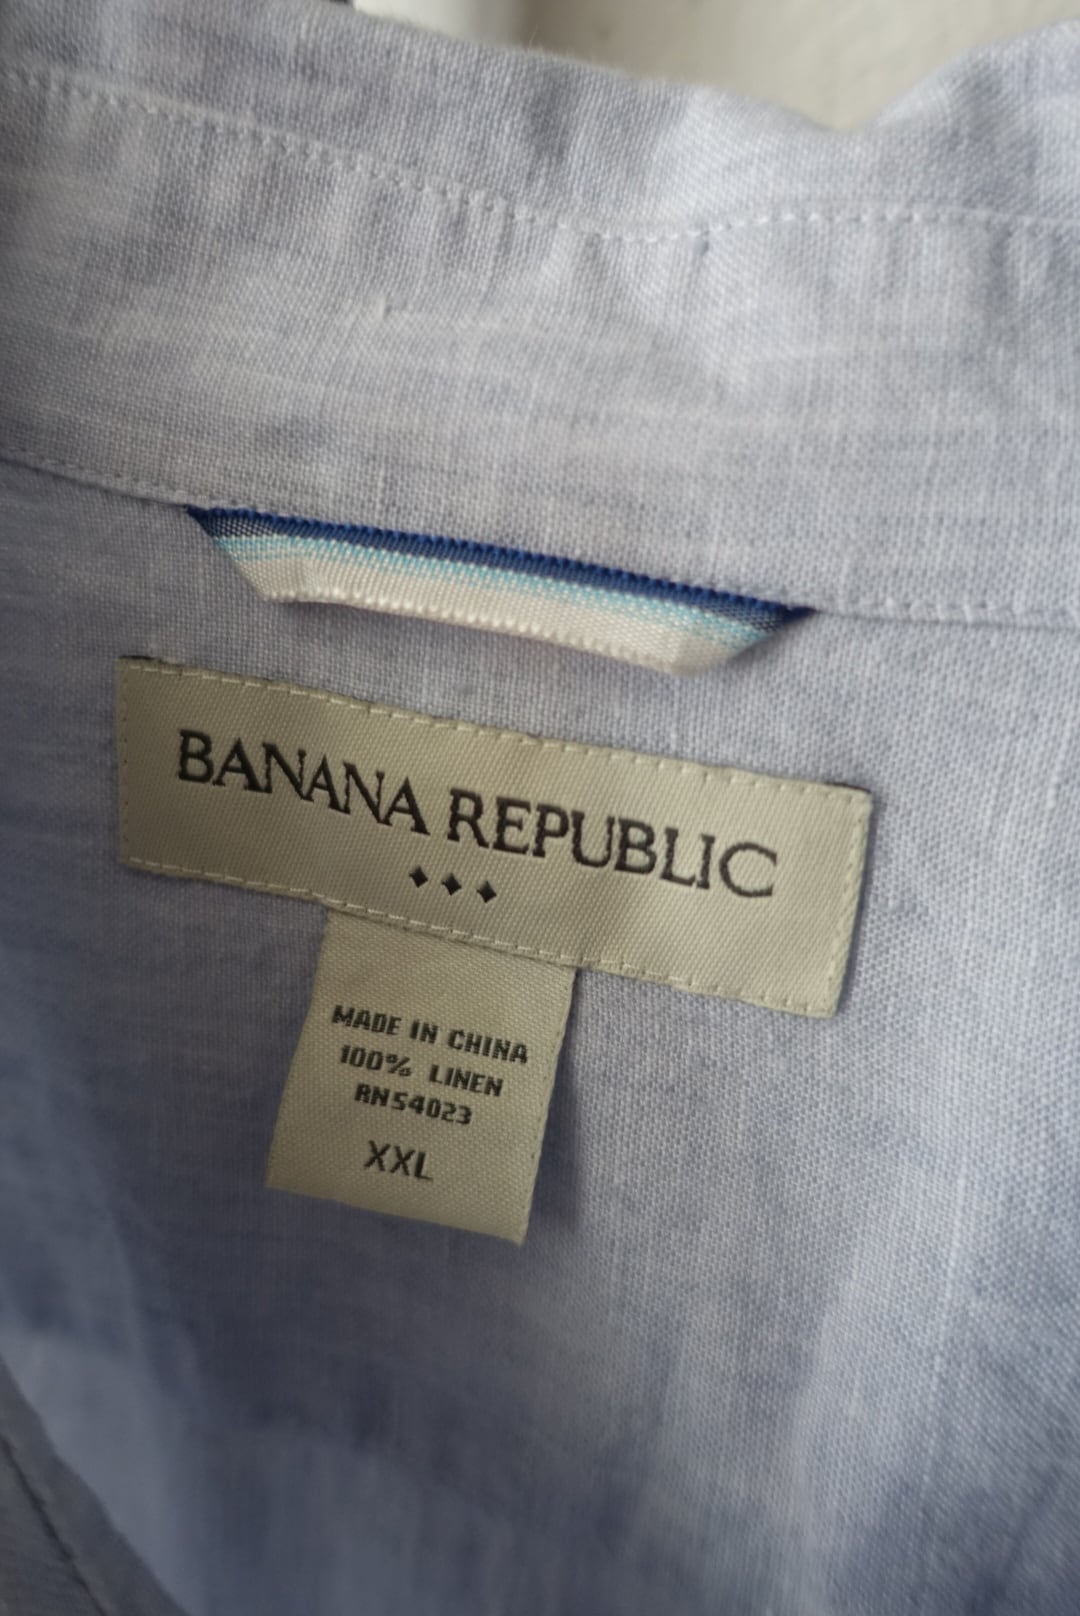 BANANA REPUBLIC
♦♦♦
MADE IN CHINA
100% LINEN
RN54023
XXL